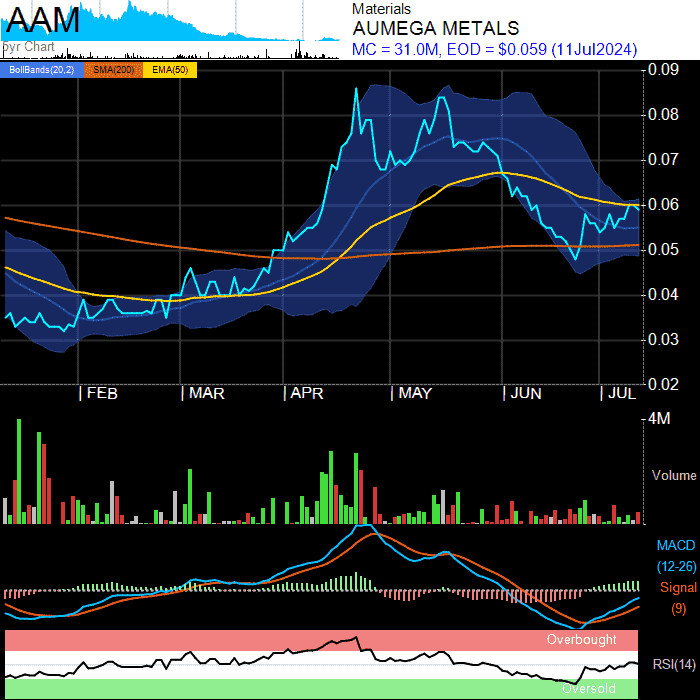 AAM
5yr Chart
Materials
AUMEGA METALS
MC = 31.0M, EOD = $0.059 (11Jul2024)
BollBands(20,2) SMA(200) EMA(50)
0.09
0.08
0.07
0.06
0.05
0.04
0.03
0.02
FEB MAR APR MAY JUN JUL
4M
Volume
MACD
(12-26)
Signal
(9)
Overbought
RSI(14)
Oversold